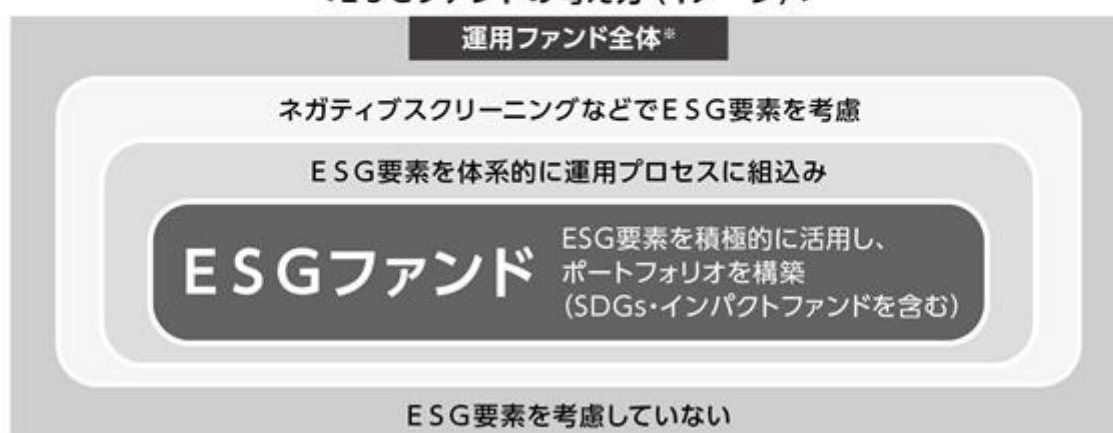 運用ファンド全体※
ネガティブスクリーニングなどでESG要素を考慮
ESG要素を体系的に運用プロセスに組込み
ESGファンド
ESG要素を積極的に活用し、
ポートフォリオを構築
(SDGs・インパクトファンドを含む)
ESG要素を考慮していない